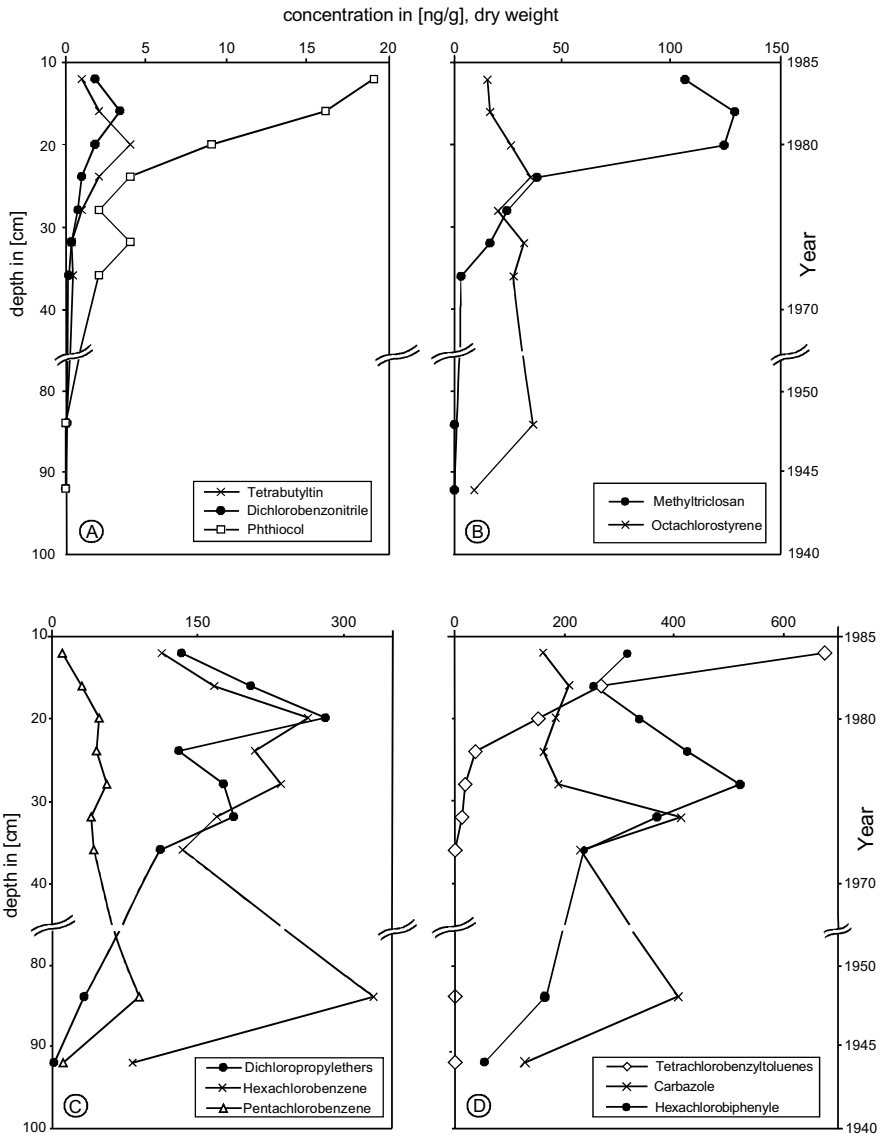 concentration in [ng/g], dry weight
0 5 10 15 20
0 50 100 150
10
20
30
40
80
90
100
depth in [cm]
1985
1980
1970
1950
1945
1940
Year
Tetrabutyltin
Dichlorobenzonitrile
Phthiocol
A
Methyltriclosan
Octachlorostyrene
B
0 150 300
0 200 400 600
10
20
30
40
80
90
100
depth in [cm]
1985
1980
1970
1950
1945
1940
Year
Dichloropropylethers
Hexachlorobenzene
Pentachlorobenzene
C
Tetrachlorobenzyltoluenes
Carbazole
Hexachlorobiphenyle
D